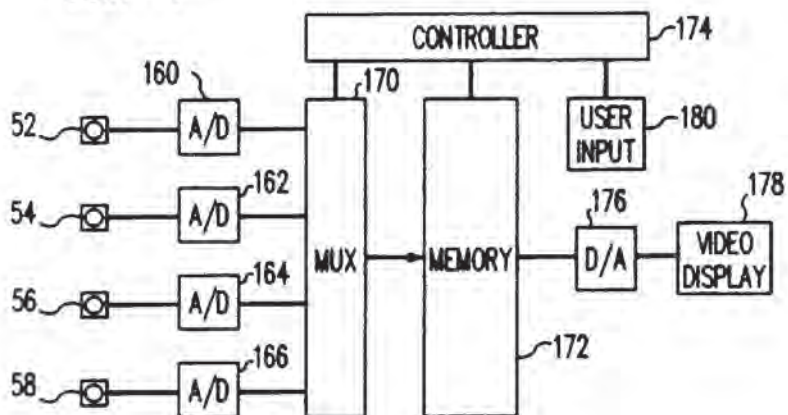 CONTROLLER
174
160
170
52
A/D
USER
INPUT
180
162
54
A/D
176
178
MUX
MEMORY
D/A
VIDEO
DISPLAY
164
56
A/D
166
172
58
A/D